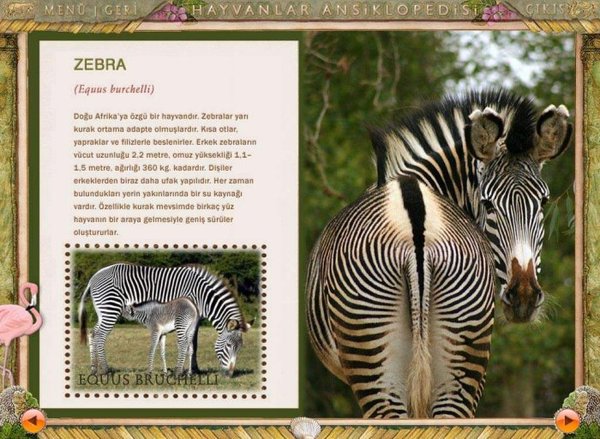 MENÜ | GERİ
HAYVANLAR ANSİKLOPEDİSİ
ÇIKIŞ
ZEBRA
(Equus burchelli)
Doğu Afrika'ya özgü bir hayvandır. Zebralar yarı
kurak ortama adapte olmuşlardır. Kısa otlar,
yapraklar ve filizlerle beslenirler. Erkek zebraların
vücut uzunluğu 2,2 metre, omuz yüksekliği 1,1–
1,5 metre, ağırlığı 360 kg. kadardır. Dişiler
erkeklerden biraz daha ufak yapılıdır. Her zaman
bulundukları yerin yakınlarında bir su kaynağı
vardır. Özellikle kurak mevsimde birkaç yüz
hayvanın bir araya gelmesiyle geniş sürüler
oluştururlar.
EQUUS BRUCHELLI